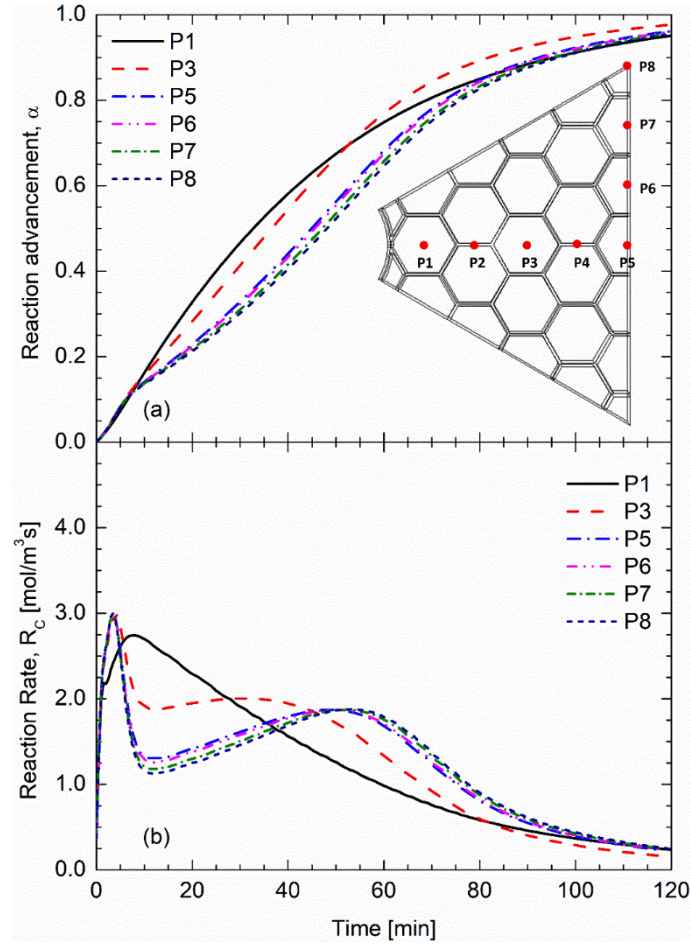 P1
P3
P5
P6
P7
P8
Reaction advancement, α
1.0
0.8
0.6
0.4
0.2
0.0
(a)
P8
P7
P6
P1
P2
P3
P4
P5
Reaction Rate, R_C [mol/m³s]
4.0
3.0
2.0
1.0
0.0
(b)
P1
P3
P5
P6
P7
P8
0
20
40
60
80
100
120
Time [min]